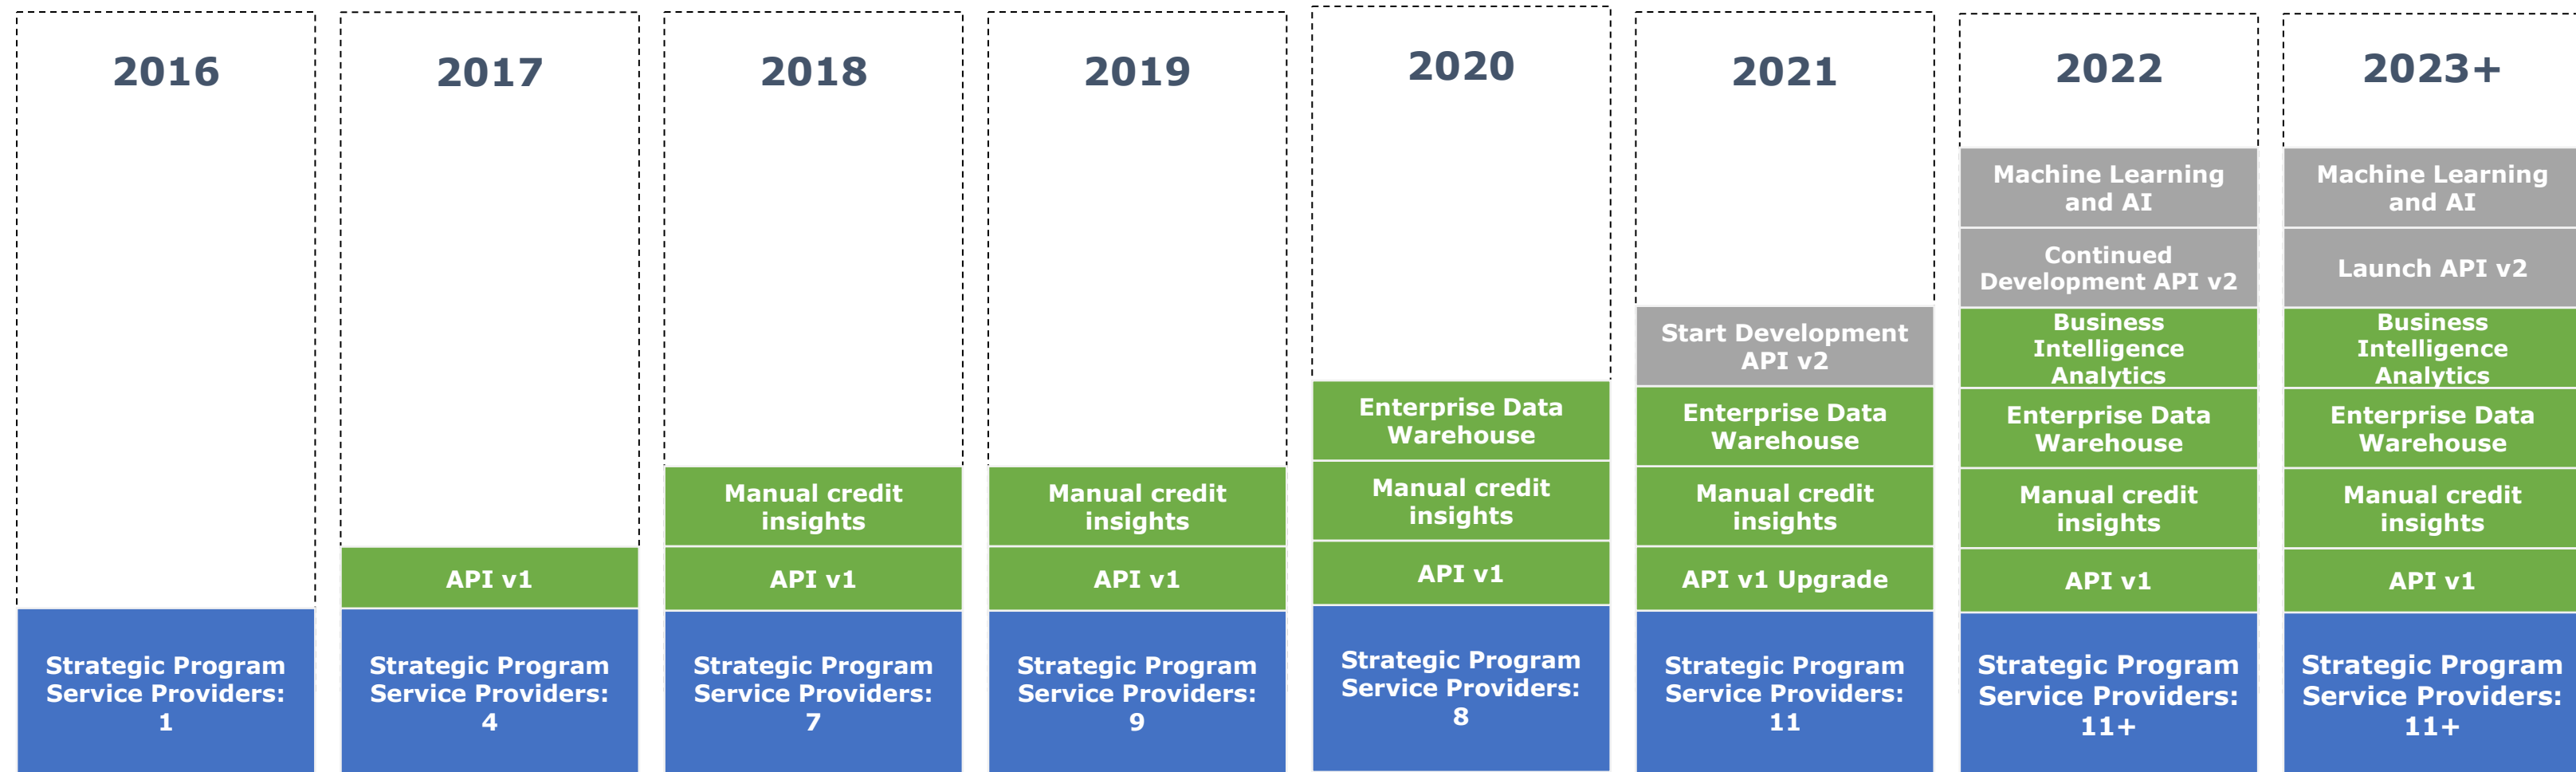 2016
Strategic Program
Service Providers:
1
2017
API v1
Strategic Program
Service Providers:
4
2018
Manual credit
insights
API v1
Strategic Program
Service Providers:
7
2019
Manual credit
insights
API v1
Strategic Program
Service Providers:
9
2020
Enterprise Data
Warehouse
Manual credit
insights
API v1
Strategic Program
Service Providers:
8
2021
Start Development
API v2
Enterprise Data
Warehouse
Manual credit
insights
API v1 Upgrade
Strategic Program
Service Providers:
11
2022
Machine Learning
and AI
Continued
Development API v2
Business
Intelligence
Analytics
Enterprise Data
Warehouse
Manual credit
insights
API v1
Strategic Program
Service Providers:
11+
2023+
Machine Learning
and AI
Launch API v2
Business
Intelligence
Analytics
Enterprise Data
Warehouse
Manual credit
insights
API v1
Strategic Program
Service Providers:
11+